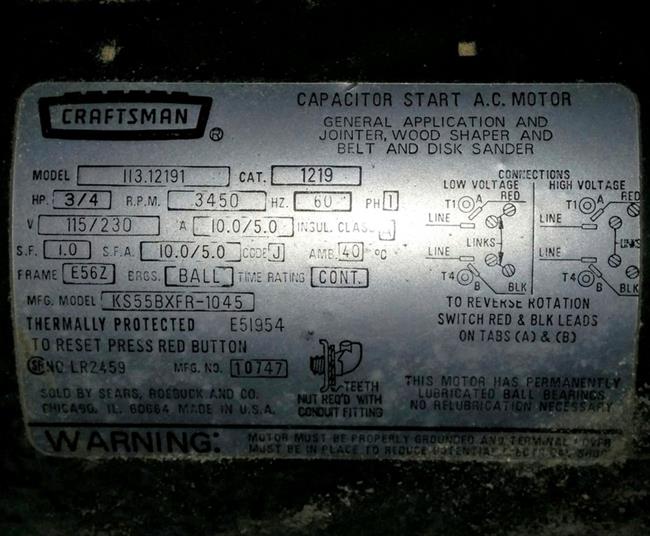 CRAFTSMAN ®
CAPACITOR START A.C. MOTOR
GENERAL APPLICATION AND
JOINTER, WOOD SHAPER AND
BELT AND DISK SANDER
MODEL 113.12191 CAT. 1219
HP. 3/4 R.P.M. 3450 HZ. 60 PH 1
V 115/230 A 10.0/5.0 INSUL. CLASS A
S.F. 1.0 S.F.A. 10.0/5.0 CODE J AMB. 40 °C
FRAME E56Z BRGS. BALL TIME RATING CONT.
MFG. MODEL KS55BXFR-1045
THERMALLY PROTECTED E51954
TO RESET PRESS RED BUTTON
NO LR2459 MFG. NO. 10747
SOLD BY SEARS, ROEBUCK AND CO.
CHICAGO, IL. 60684 MADE IN U.S.A.
TEETH
NUT REQ'D WITH
CONDUIT FITTING
CONNECTIONS
LOW VOLTAGE HIGH VOLTAGE
RED RED
T1 A T1 A
LINE LINE
LINKS LINKS
LINE LINE
T4 B BLK T4 B BLK
TO REVERSE ROTATION
SWITCH RED & BLK LEADS
ON TABS (A) & (B)
THIS MOTOR HAS PERMANENTLY
LUBRICATED BALL BEARINGS
NO RELUBRICATION NECESSARY
WARNING: MOTOR MUST BE PROPERLY GROUNDED AND TERMINAL COVER
MUST BE IN PLACE TO REDUCE POTENTIAL ELECTRICAL SHOCK